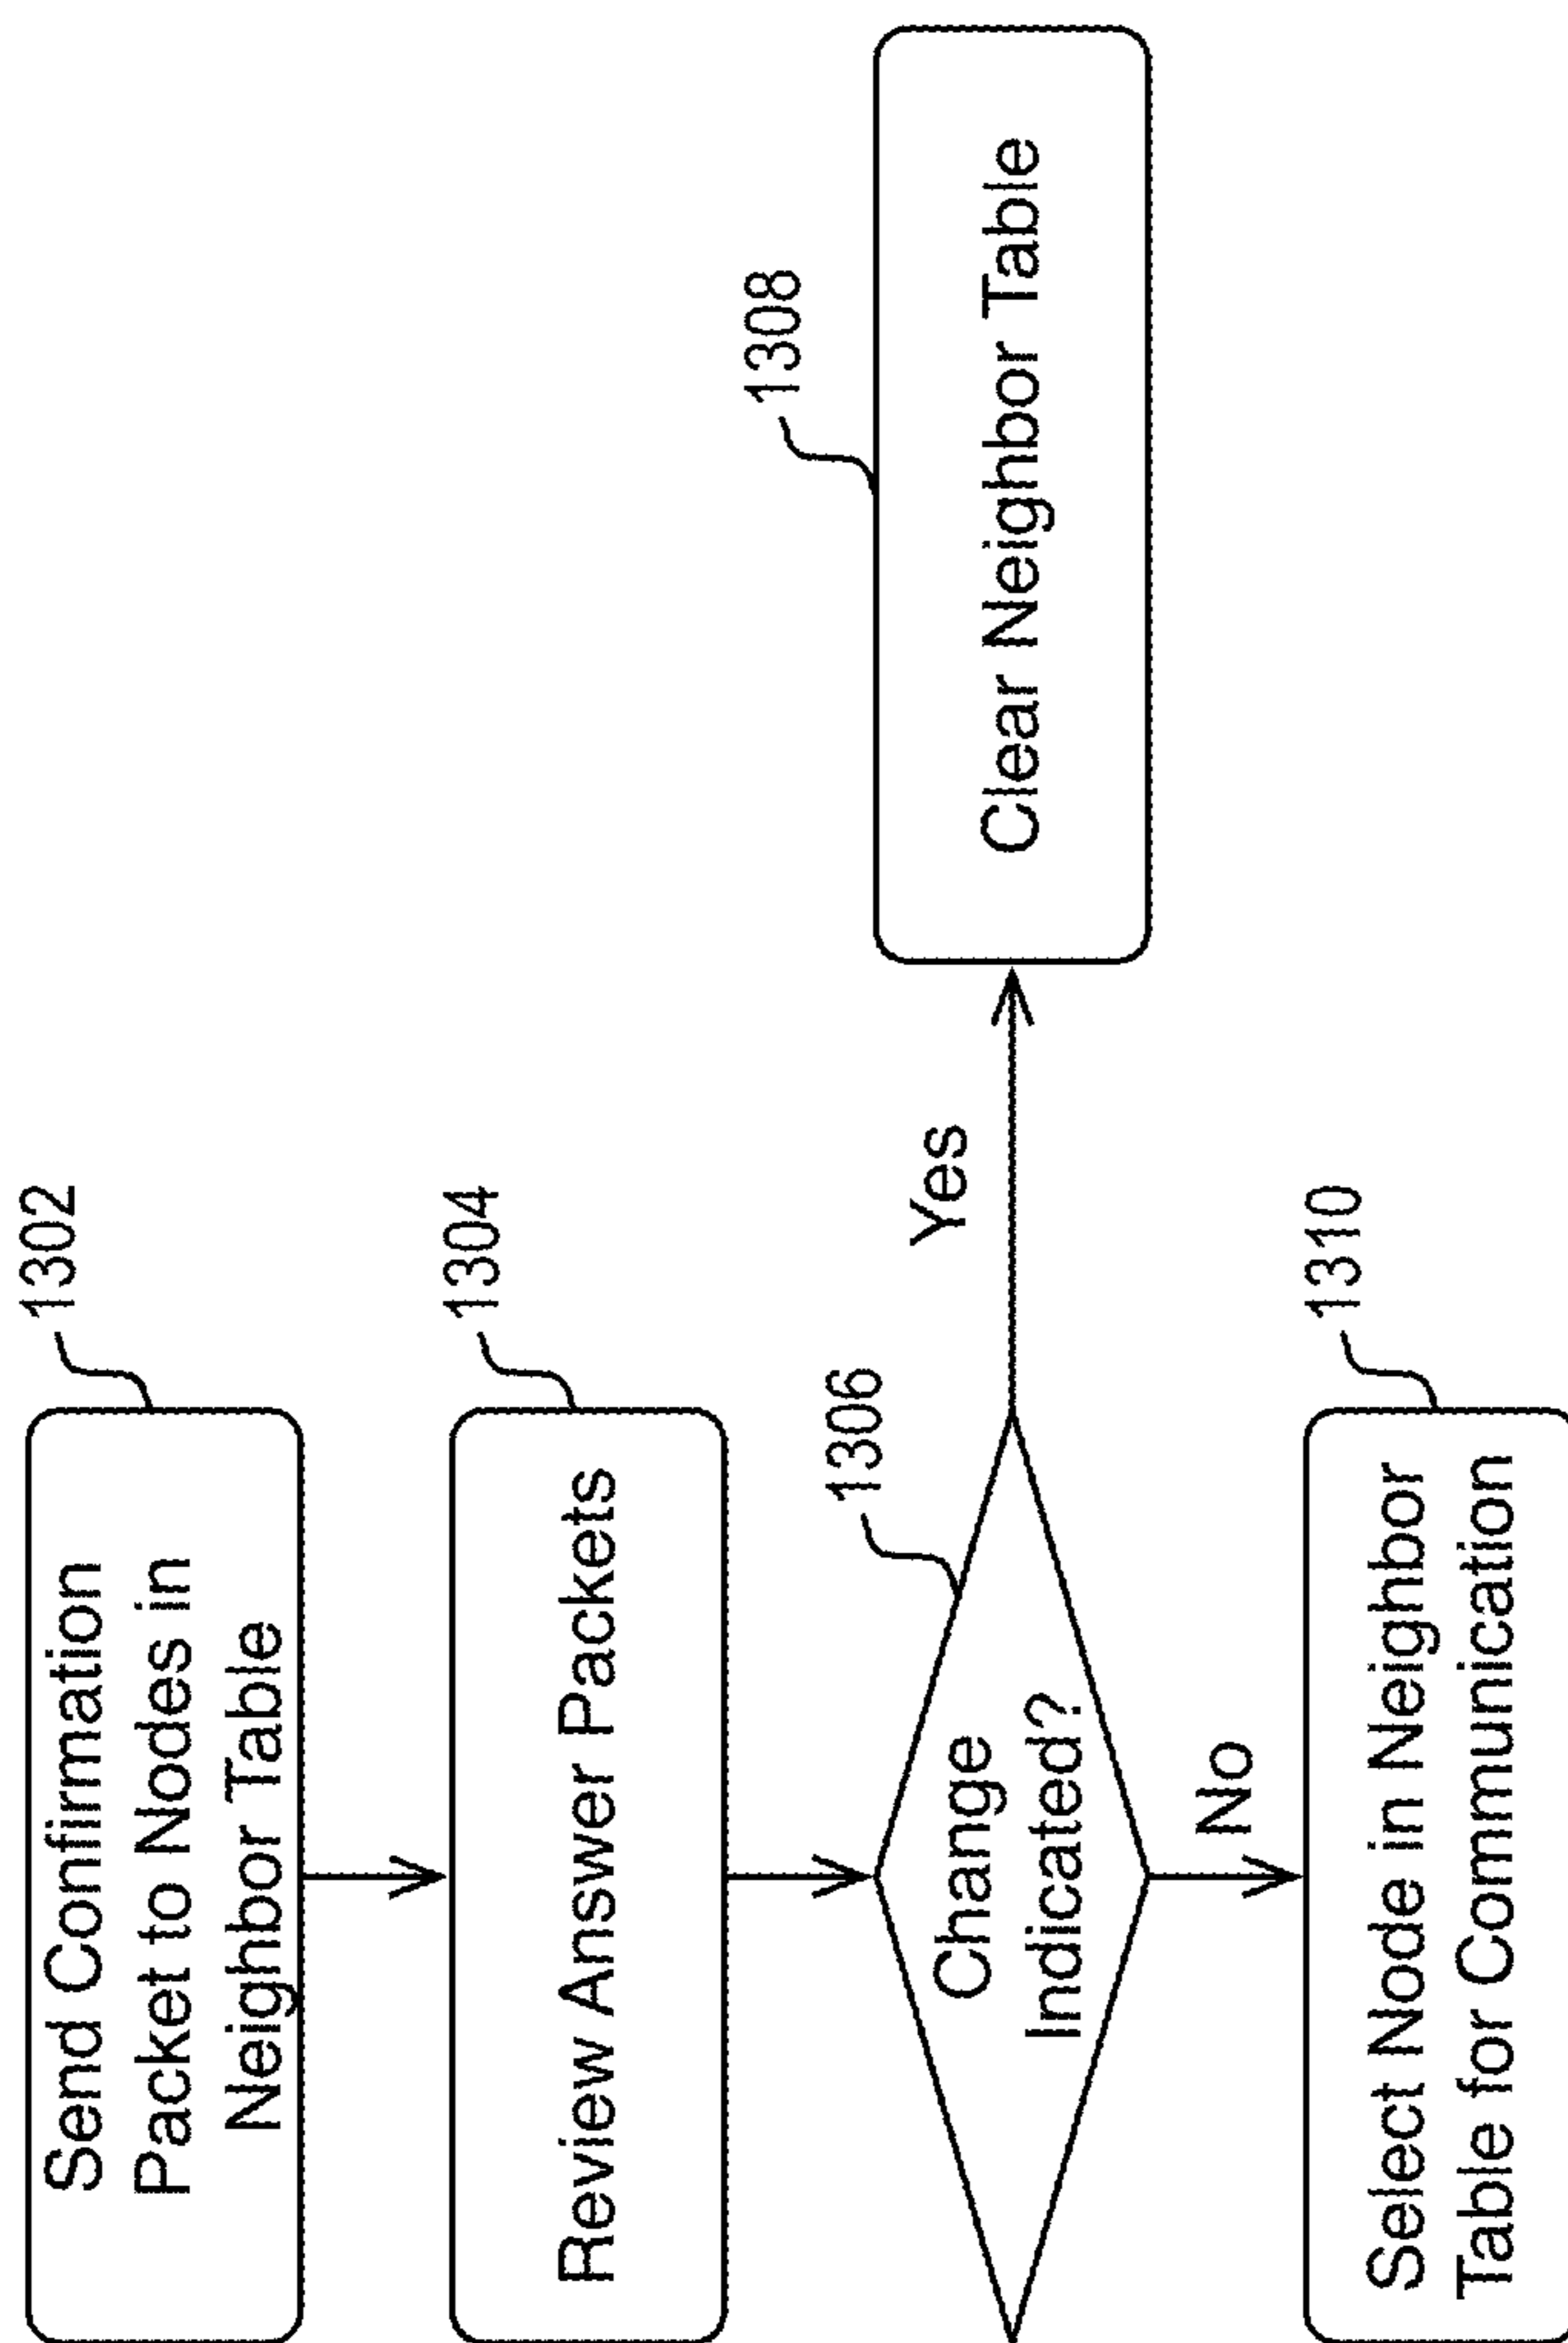 1302
Send Confirmation
Packet to Nodes in
Neighbor Table
1304
Review Answer Packets
1306
Change
Indicated?
Yes
1308
Clear Neighbor Table
No
1310
Select Node in Neighbor
Table for Communication